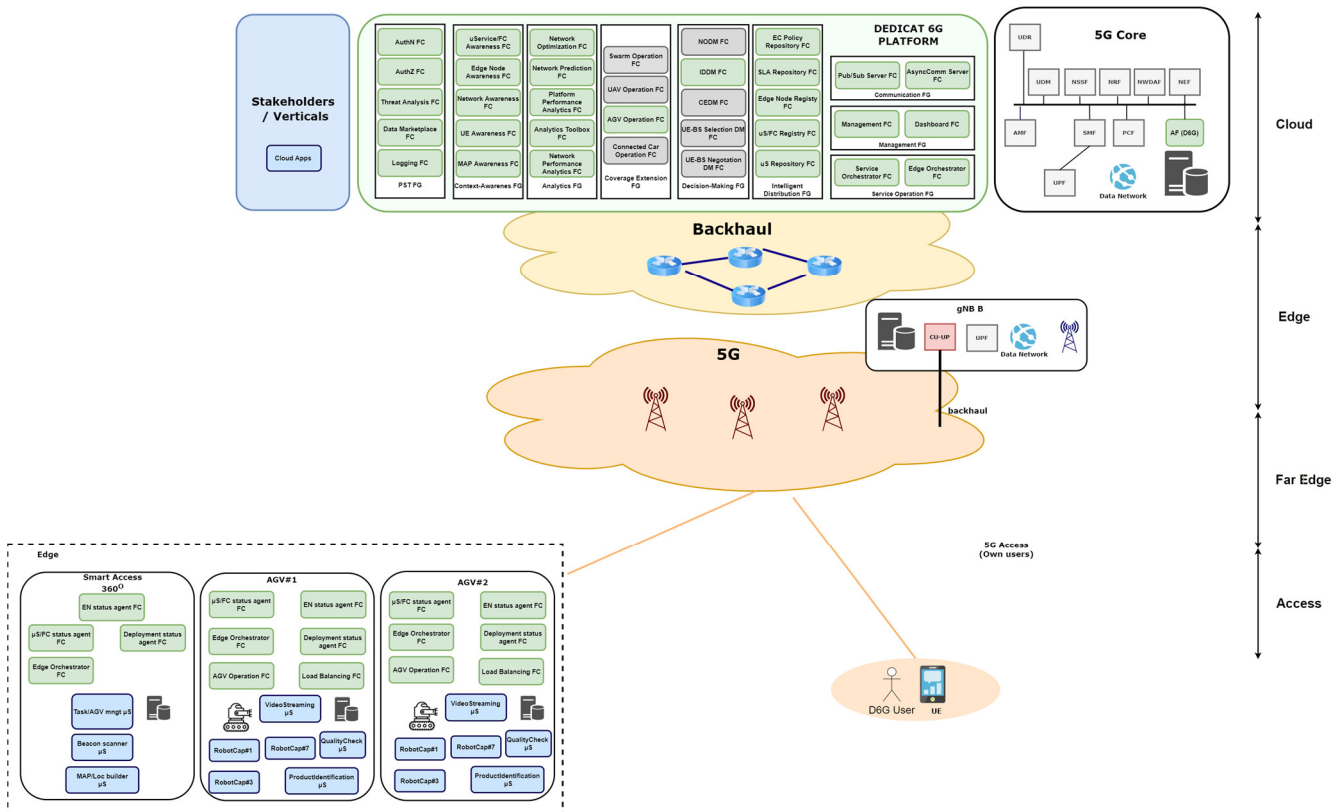 Stakeholders
/ Verticals
Cloud Apps
AuthN FC
AuthZ FC
Threat Analysis FC
Data Marketplace
FC
Logging FC
PST FG
uService/FC
Awareness FC
Edge Node
Awareness FC
Network Awareness
FC
UE Awareness FC
MAP Awareness FC
Context-Awarenes FG
Network
Optimization FC
Network Prediction
FC
Platform
Performance
Analytics FC
Analytics Toolbox
FC
Network
Performance
Analytics FC
Analytics FG
Swarm Operation
FC
UAV Operation FC
AGV Operation FC
Connected Car
Operation FC
Coverage Extension
FG
NODM FC
IDDM FC
CEDM FC
UE-BS Selection DM
FC
UE-BS Negotation
DM FC
Decision-Making FG
EC Policy
Repository FC
SLA Repository FC
Edge Node Registy
FC
uS/FC Registry FC
uS Repository FC
Intelligent
Distribution FG
DEDICAT 6G
PLATFORM
Pub/Sub Server FC
AsyncComm Server
FC
Communication FG
Management FC
Dashboard FC
Management FG
Service
Orchestrator FC
Edge Orchestrator
FC
Service Operation FG
5G Core
UDR
UDM
NSSF
NRF
NWDAF
NEF
AMF
SMF
PCF
AF (D6G)
UPF
Data Network
Cloud
Backhaul
gNB B
CU-UP
UPF
Data Network
Edge
5G
backhaul
Far Edge
5G Access
(Own users)
Access
Edge
Smart Access
360O
EN status agent FC
µS/FC status agent
FC
Deployment status
agent FC
Edge Orchestrator
FC
Task/AGV mngt µS
Beacon scanner
µS
MAP/Loc builder
µS
AGV#1
µS/FC status agent
FC
EN status agent FC
Edge Orchestrator
FC
Deployment status
agent FC
AGV Operation FC
Load Balancing FC
VideoStreaming
µS
RobotCap#1
RobotCap#7
QualityCheck
µS
RobotCap#3
ProductIdentification
µS
AGV#2
µS/FC status agent
FC
EN status agent FC
Edge Orchestrator
FC
Deployment status
agent FC
AGV Operation FC
Load Balancing FC
VideoStreaming
µS
RobotCap#1
RobotCap#7
QualityCheck
µS
RobotCap#3
ProductIdentification
µS
D6G User
UE